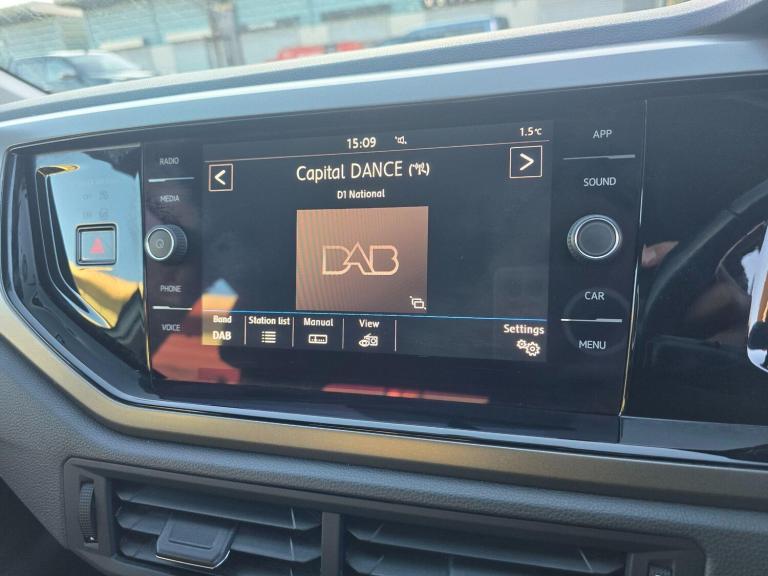 15:09
1.5°C
Capital DANCE
D1 National
DAB
Band
DAB
Station list
Manual
View
Settings
RADIO
MEDIA
PHONE
VOICE
APP
SOUND
CAR
MENU